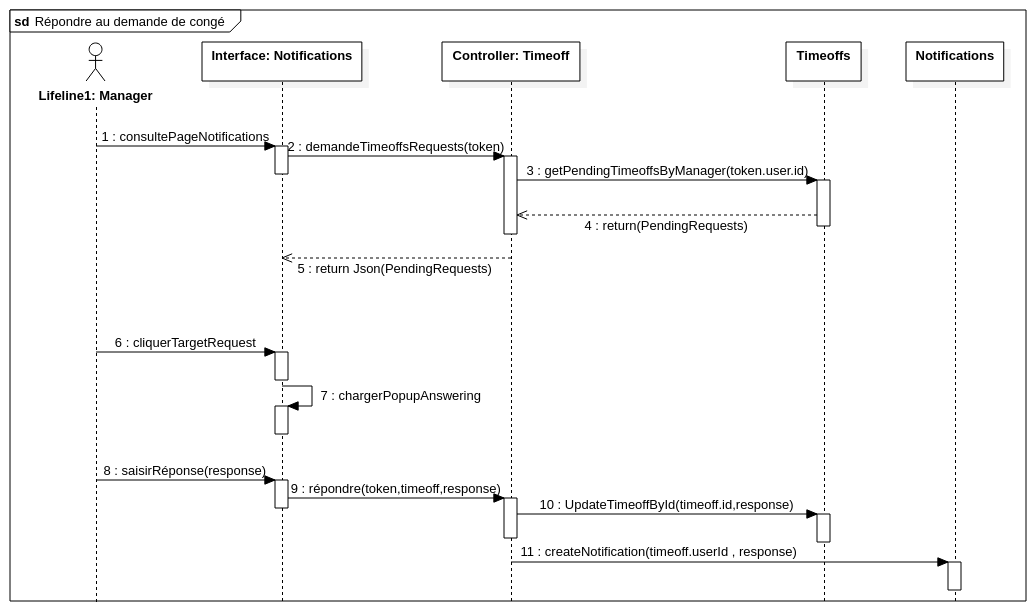 sd Répondre au demande de congé
Interface: Notifications
Controller: Timeoff
Timeoffs
Notifications
Lifeline1: Manager
1 : consultePageNotifications
2 : demandeTimeoffsRequests(token)
3 : getPendingTimeoffsByManager(token.user.id)
4 : return(PendingRequests)
5 : return Json(PendingRequests)
6 : cliquerTargetRequest
7 : chargerPopupAnswering
8 : saisirRéponse(response)
9 : répondre(token,timeoff,response)
10 : UpdateTimeoffById(timeoff.id,response)
11 : createNotification(timeoff.userId , response)